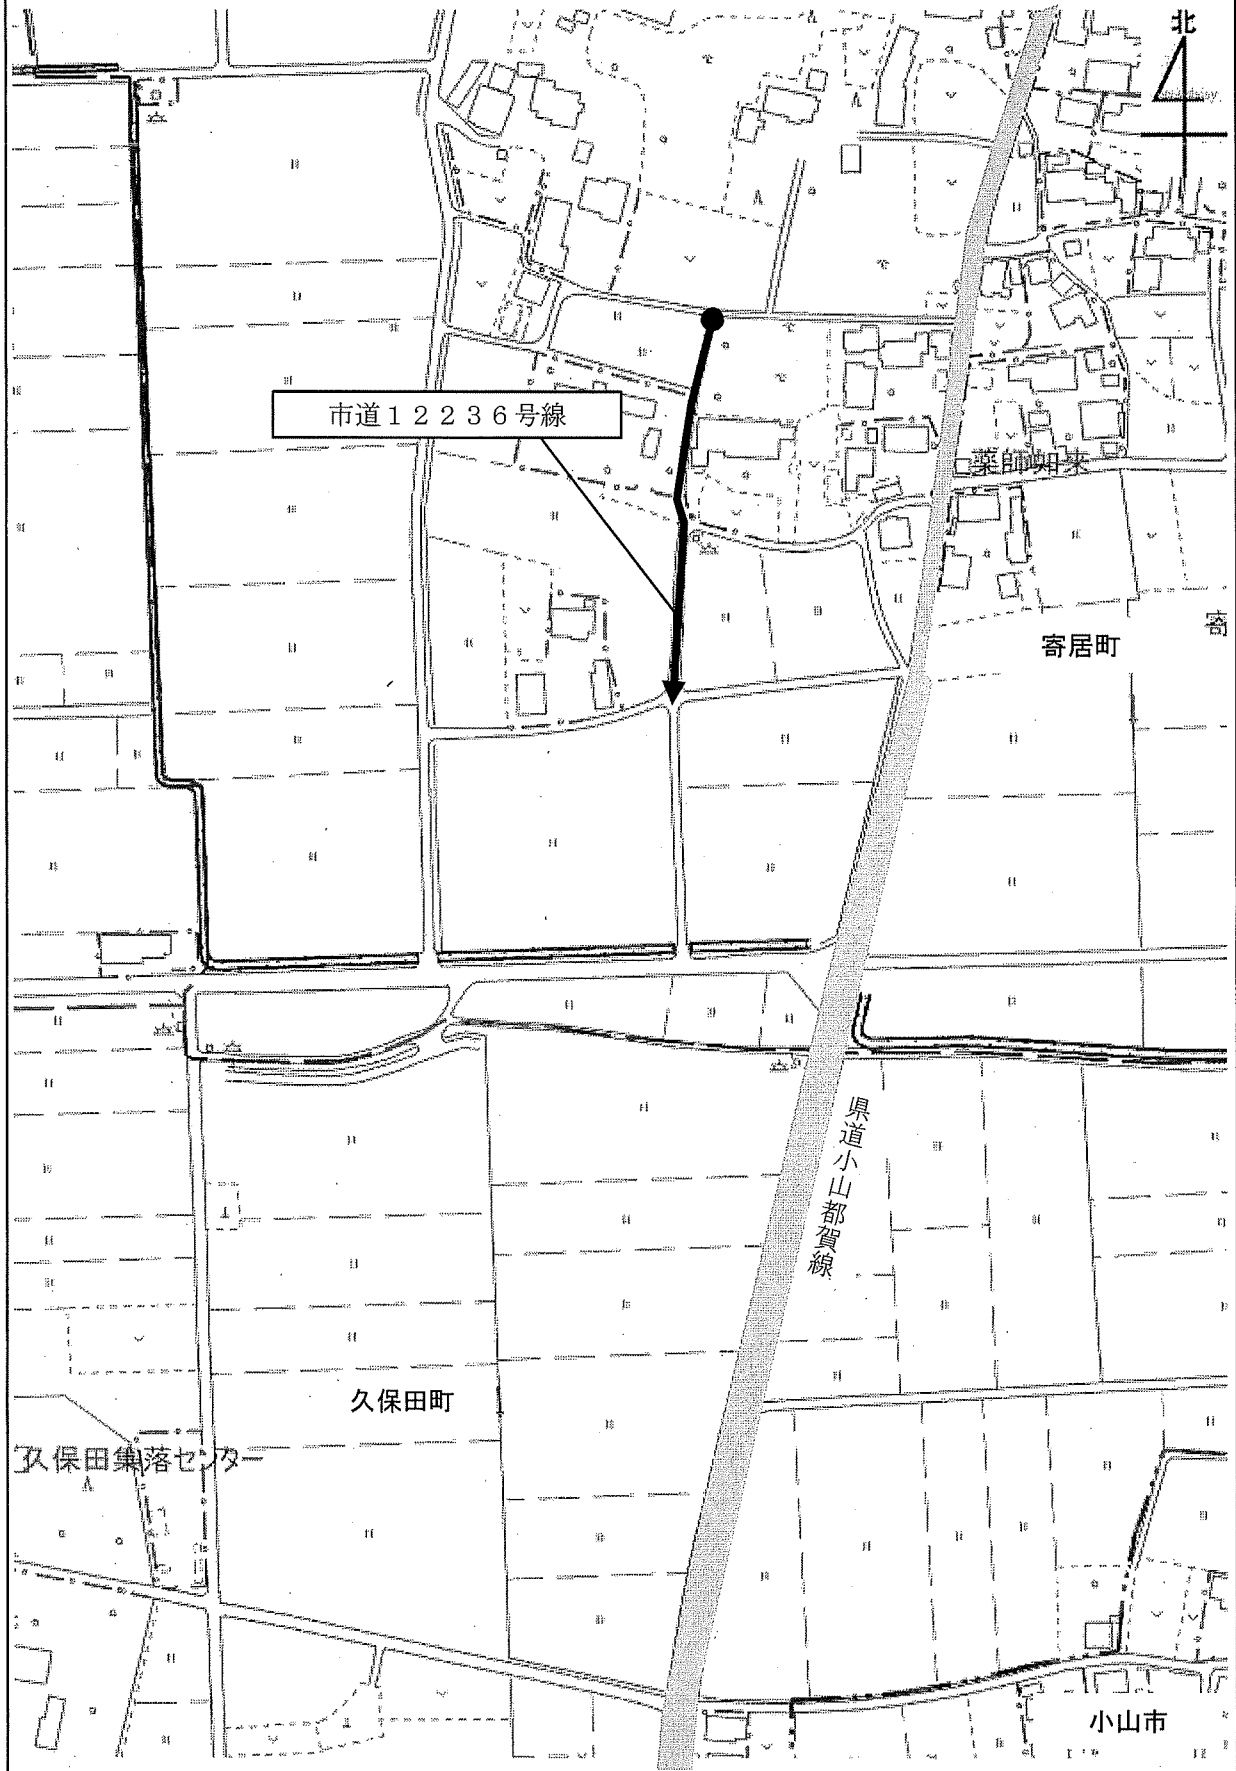 北
市道１２２３６号線
薬師如来
寄居町
寄
県道小山都賀線
久保田町
久保田集落センター
小山市